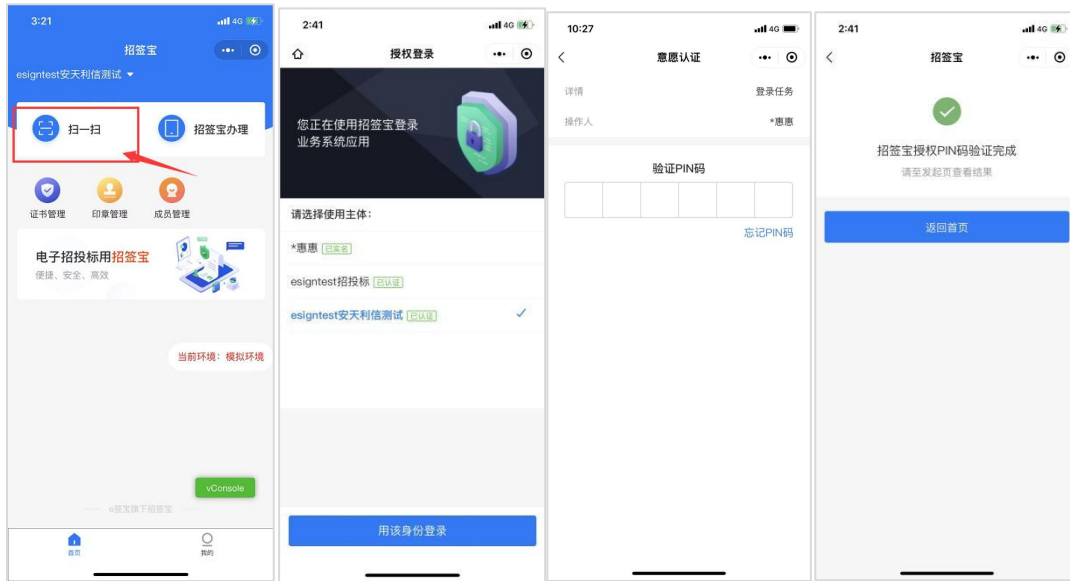 3:21
4G
招签宝
esigntest安天利信测试
扫一扫
招签宝办理
证书管理
印章管理
成员管理
电子招投标用招签宝
便捷、安全、高效
当前环境：模拟环境
vConsole
e签宝旗下招签宝
首页
我的
2:41
4G
授权登录
您正在使用招签宝登录
业务系统应用
请选择使用主体：
*惠惠 已实名
esigntest招投标 已认证
esigntest安天利信测试 已认证
用该身份登录
10:27
4G
意愿认证
详情
登录任务
操作人
*惠惠
验证PIN码
忘记PIN码
2:41
4G
招签宝
招签宝授权PIN码验证完成
请至发起页查看结果
返回首页